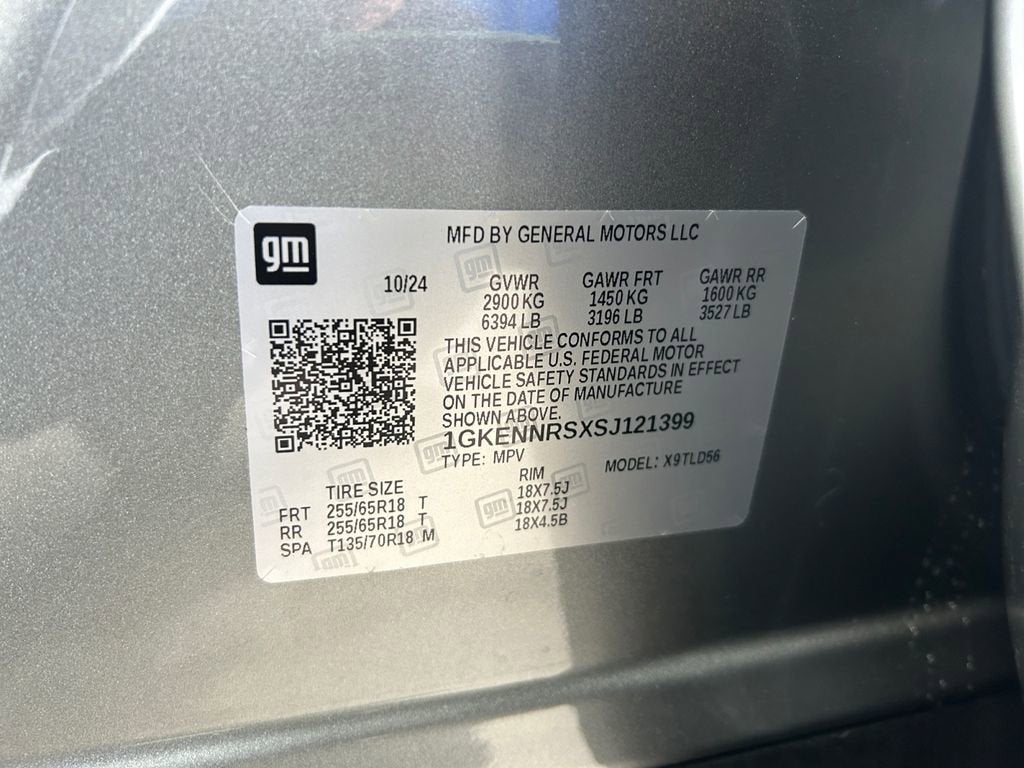 gm
MFD BY GENERAL MOTORS LLC
10/24
GVWR GAWR FRT GAWR RR
2900 KG 1450 KG 1600 KG
6394 LB 3196 LB 3527 LB
THIS VEHICLE CONFORMS TO ALL
APPLICABLE U.S. FEDERAL MOTOR
VEHICLE SAFETY STANDARDS IN EFFECT
ON THE DATE OF MANUFACTURE
SHOWN ABOVE.
1GKENNRSXSJ121399
TYPE: MPV MODEL: X9TLD56
TIRE SIZE RIM
FRT 255/65R18 T 18X7.5J
RR 255/65R18 T 18X7.5J
SPA T135/70R18 M 18X4.5B